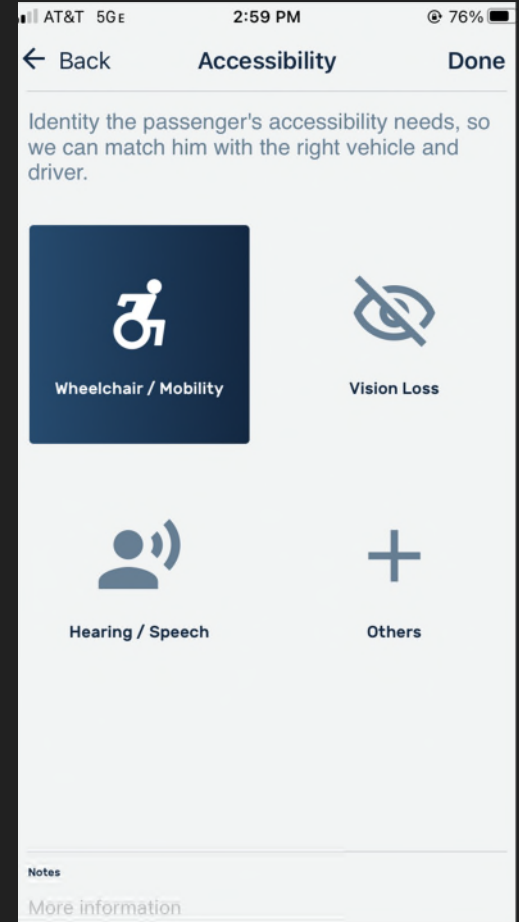 AT&T 5GE 2:59 PM 76%
Back Accessibility Done
Identity the passenger's accessibility needs, so
we can match him with the right vehicle and
driver.
Wheelchair / Mobility Vision Loss
Hearing / Speech Others
Notes
More information